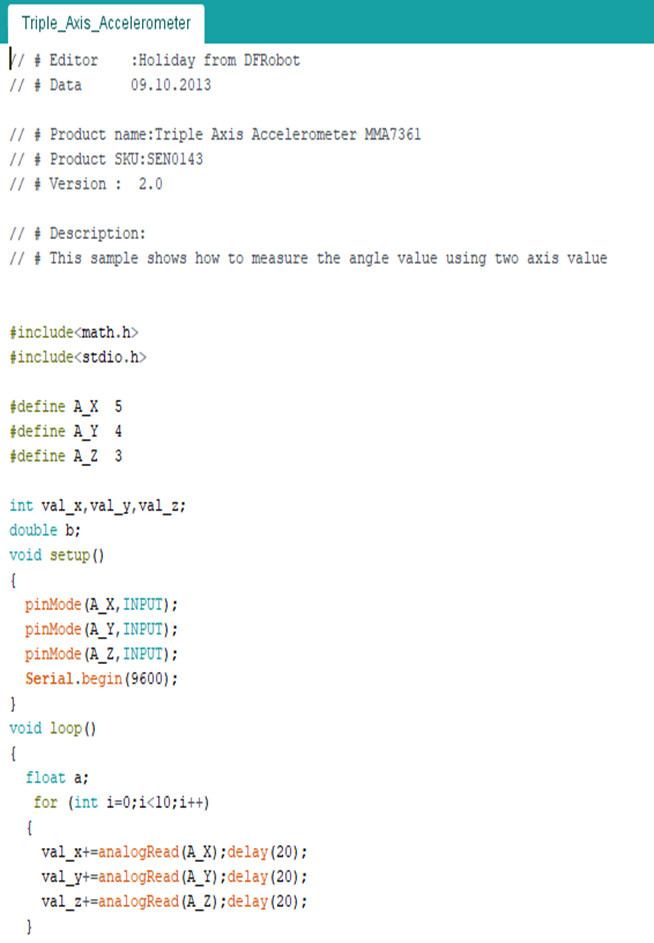 Triple_Axis_Accelerometer
// # Editor    :Holiday from DFRobot
// # Data      09.10.2013
// # Product name:Triple Axis Accelerometer MMA7361
// # Product SKU:SEN0143
// # Version :  2.0
// # Description:
// # This sample shows how to measure the angle value using two axis value
#include<math.h>
#include<stdio.h>
#define A_X  5
#define A_Y  4
#define A_Z  3
int val_x,val_y,val_z;
double b;
void setup()
{
  pinMode(A_X,INPUT);
  pinMode(A_Y,INPUT);
  pinMode(A_Z,INPUT);
  Serial.begin(9600);
}
void loop()
{
  float a;
   for (int i=0;i<10;i++)
  {
    val_x+=analogRead(A_X);delay(20);
    val_y+=analogRead(A_Y);delay(20);
    val_z+=analogRead(A_Z);delay(20);
  }